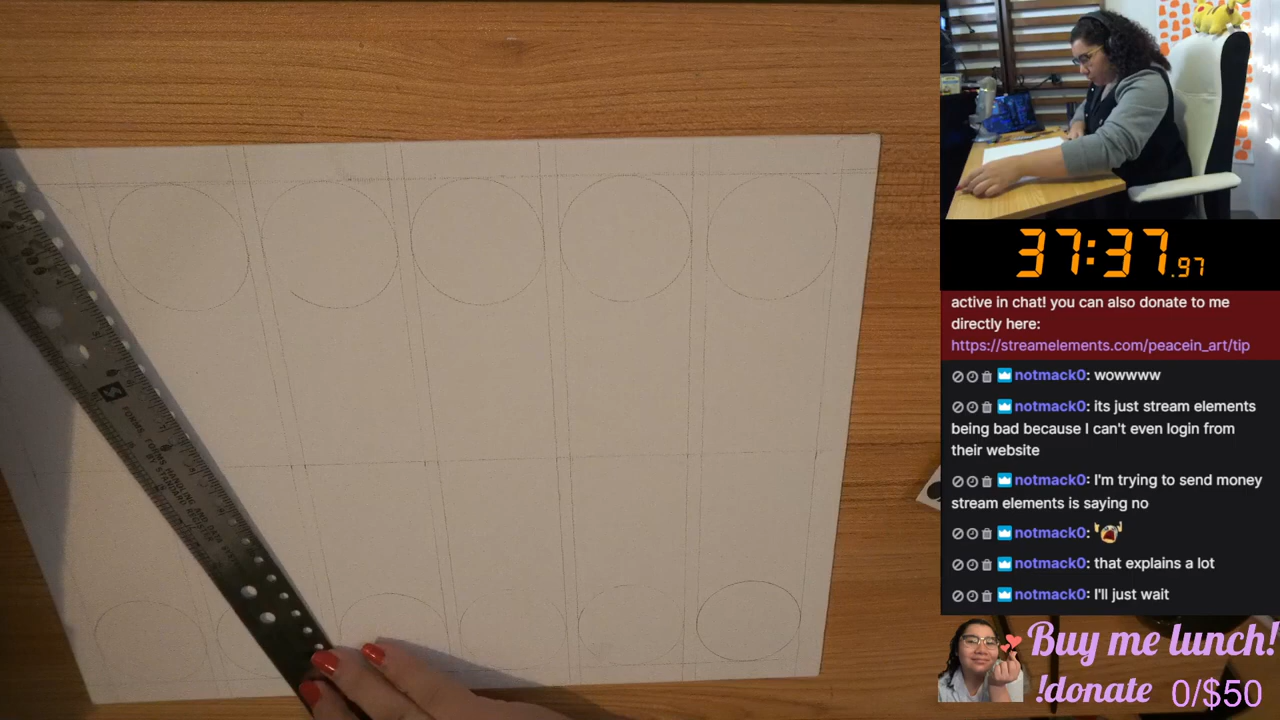 37:37.97
active in chat! you can also donate to me
directly here:
https://streamelements.com/peacein_art/tip
notmack0: wowwww
notmack0: its just stream elements
being bad because I can't even login from
their website
notmack0: I'm trying to send money
stream elements is saying no
notmack0:
notmack0: that explains a lot
notmack0: I'll just wait
Buy me lunch!
!donate 0/$50